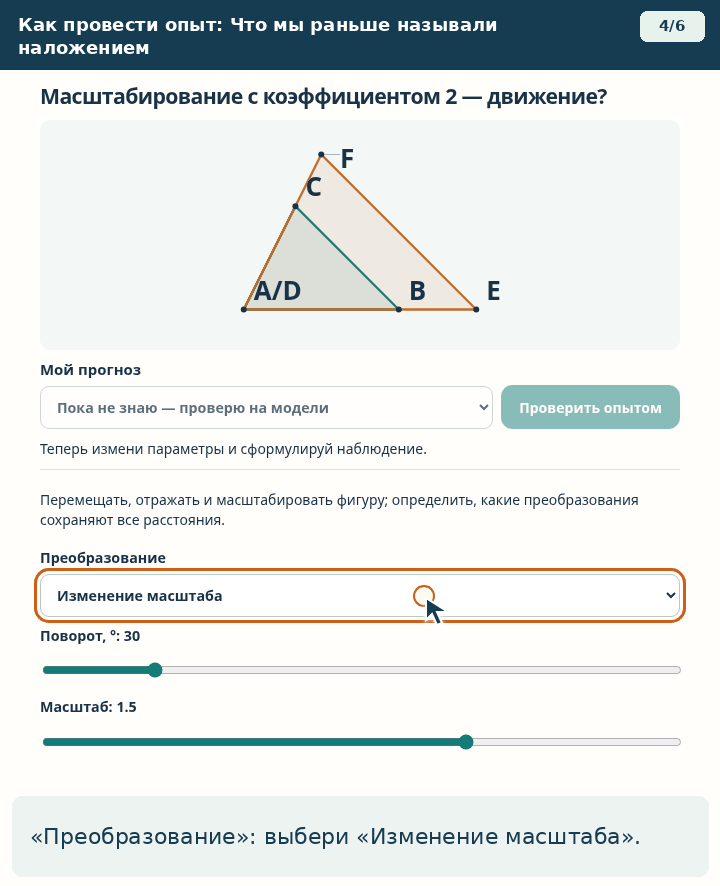 Как провести опыт: Что мы раньше называли
наложением
4/6
Масштабирование с коэффициентом 2 — движение?
F
C
A/D
B
E
Мой прогноз
Пока не знаю — проверю на модели
Проверить опытом
Теперь измени параметры и сформулируй наблюдение.
Перемещать, отражать и масштабировать фигуру; определить, какие преобразования
сохраняют все расстояния.
Преобразование
Изменение масштаба
Поворот, °: 30
Масштаб: 1.5
«Преобразование»: выбери «Изменение масштаба».